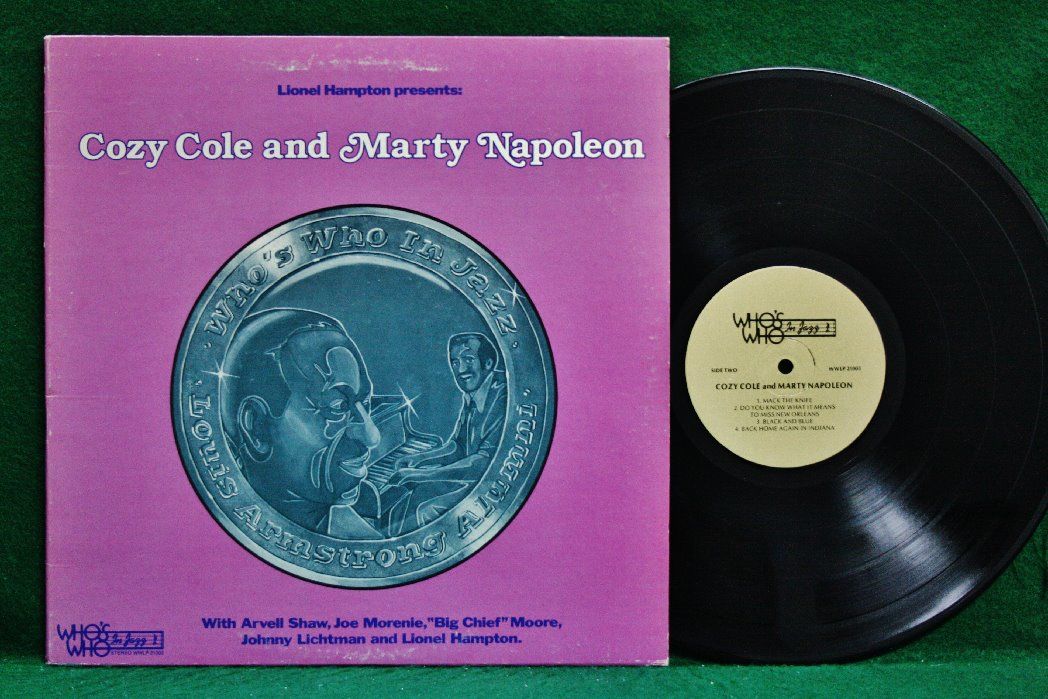 Lionel Hampton presents:
Cozy Cole and Marty Napoleon
· Who's Who In Jazz ·
· Louis Armstrong Alumni ·
With Arvell Shaw, Joe Morenie, "Big Chief" Moore,
Johnny Lichtman and Lionel Hampton.
WHO'S
WHO In Jazz
STEREO WWLP 21003
WHO'S
WHO In Jazz
SIDE TWO
WWLP 21003
COZY COLE and MARTY NAPOLEON
1. MACK THE KNIFE
2. DO YOU KNOW WHAT IT MEANS
TO MISS NEW ORLEANS
3. BLACK AND BLUE
4. BACK HOME AGAIN IN INDIANA